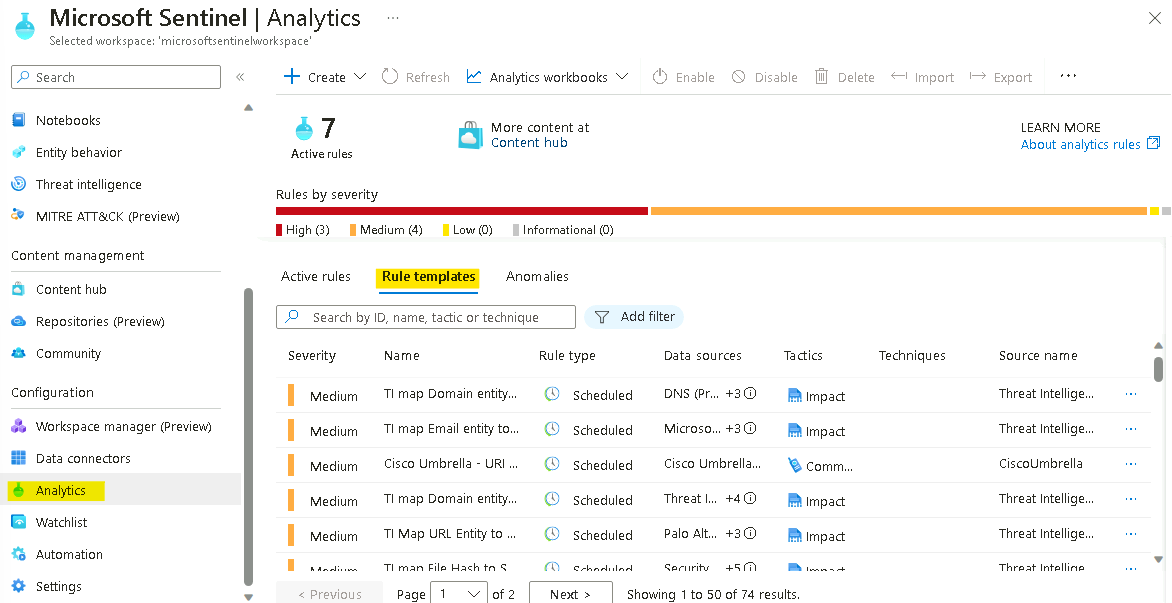 Microsoft Sentinel | Analytics ...
Selected workspace: 'microsoftsentinelworkspace'
Search
Notebooks
Entity behavior
Threat intelligence
MITRE ATT&CK (Preview)
Content management
Content hub
Repositories (Preview)
Community
Configuration
Workspace manager (Preview)
Data connectors
Analytics
Watchlist
Automation
Settings
Create Refresh Analytics workbooks Enable Disable Delete Import Export ...
7
Active rules
More content at
Content hub
LEARN MORE
About analytics rules
Rules by severity
High (3) Medium (4) Low (0) Informational (0)
Active rules Rule templates Anomalies
Search by ID, name, tactic or technique Add filter
Severity Name Rule type Data sources Tactics Techniques Source name
Medium TI map Domain entity... Scheduled DNS (Pr... +3 Impact Threat Intellige... ...
Medium TI map Email entity to... Scheduled Microso... +3 Impact Threat Intellige... ...
Medium Cisco Umbrella - URI ... Scheduled Cisco Umbrella... Comm... CiscoUmbrella ...
Medium TI map Domain entity... Scheduled Threat I... +4 Impact Threat Intellige... ...
Medium TI Map URL Entity to ... Scheduled Palo Alt... +3 Impact Threat Intellige... ...
Medium TI map File Hash to S... Scheduled Security... +5 Impact Threat Intellige... ...
< Previous Page 1 of 2 Next > Showing 1 to 50 of 74 results.